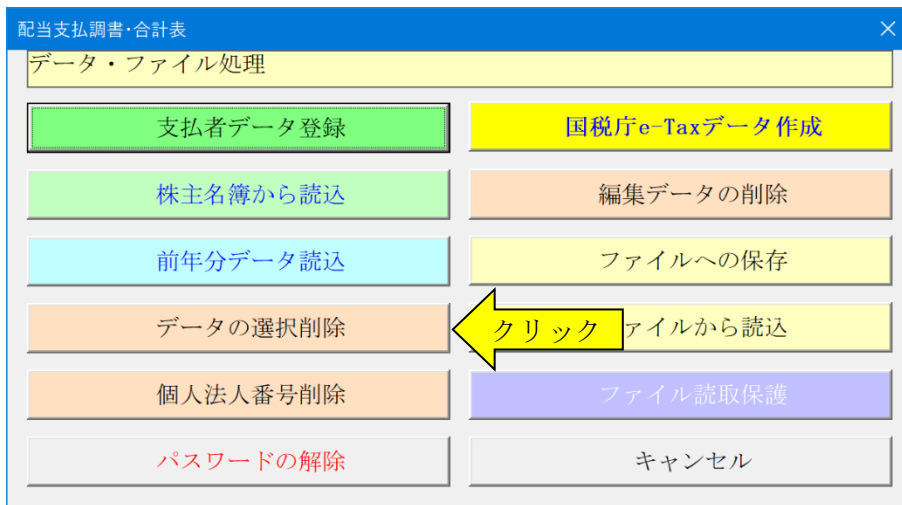 配当支払調書・合計表
データ・ファイル処理
支払者データ登録
国税庁e-Taxデータ作成
株主名簿から読込
編集データの削除
前年分データ読込
ファイルへの保存
データの選択削除
クリック
ァイルから読込
個人法人番号削除
ファイル読取保護
パスワードの解除
キャンセル